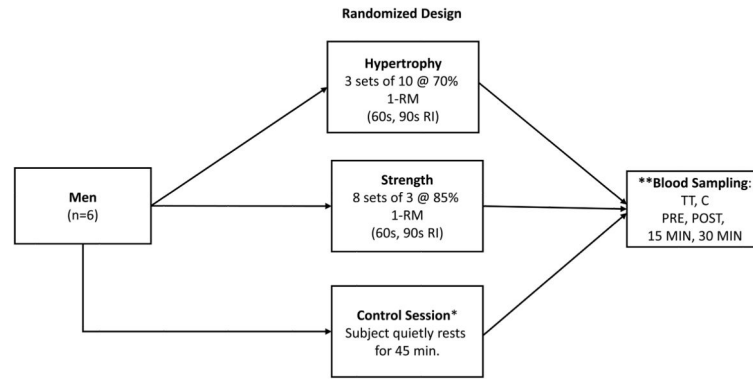 Randomized Design
Hypertrophy
3 sets of 10 @ 70%
1-RM
(60s, 90s RI)
Men
(n=6)
Strength
8 sets of 3 @ 85%
1-RM
(60s, 90s RI)
**Blood Sampling:
TT, C
PRE, POST,
15 MIN, 30 MIN
Control Session*
Subject quietly rests
for 45 min.